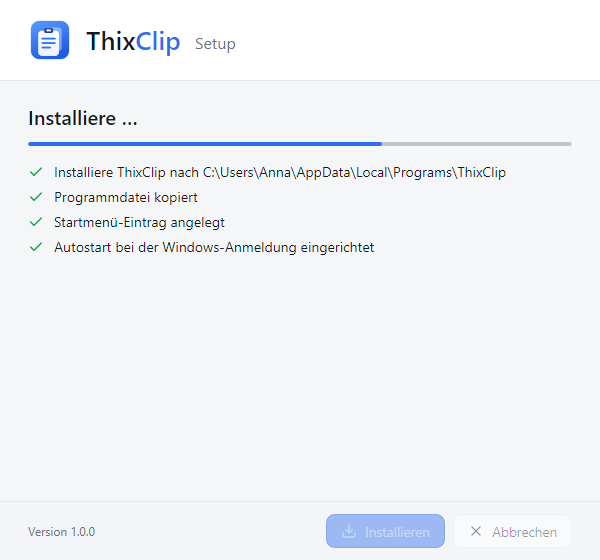 ThixClip Setup
Installiere ...
Installiere ThixClip nach C:\Users\Anna\AppData\Local\Programs\ThixClip
Programmdatei kopiert
Startmenü-Eintrag angelegt
Autostart bei der Windows-Anmeldung eingerichtet
Version 1.0.0
Installieren
Abbrechen